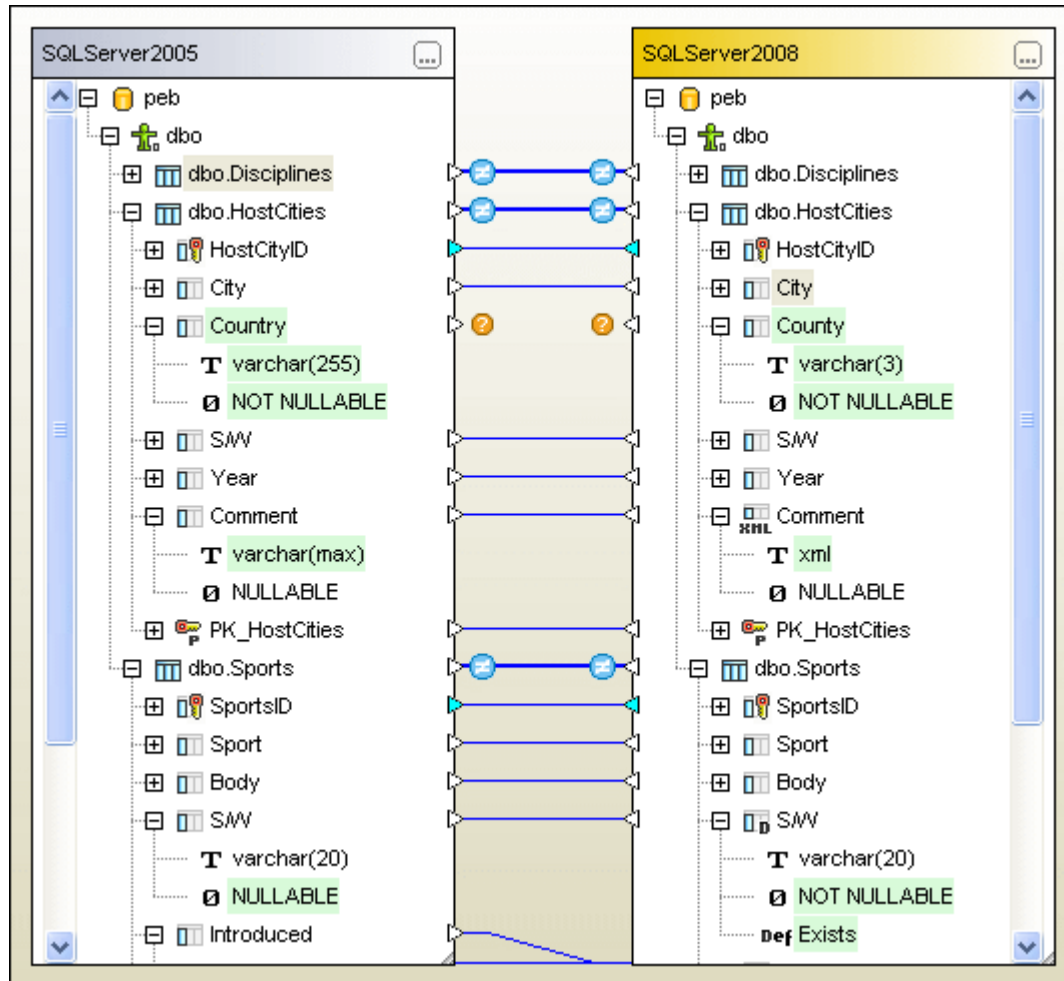 SQLServer2005
...
peb
dbo
dbo.Disciplines
dbo.HostCities
HostCityID
City
Country
T varchar(255)
Ø NOT NULLABLE
S/W
Year
Comment
T varchar(max)
Ø NULLABLE
P PK_HostCities
dbo.Sports
SportsID
Sport
Body
S/W
T varchar(20)
Ø NULLABLE
Introduced
?
?
SQLServer2008
...
peb
dbo
dbo.Disciplines
dbo.HostCities
HostCityID
City
County
T varchar(3)
Ø NOT NULLABLE
S/W
Year
XML Comment
T xml
Ø NULLABLE
P PK_HostCities
dbo.Sports
SportsID
Sport
Body
D S/W
T varchar(20)
Ø NOT NULLABLE
Def Exists